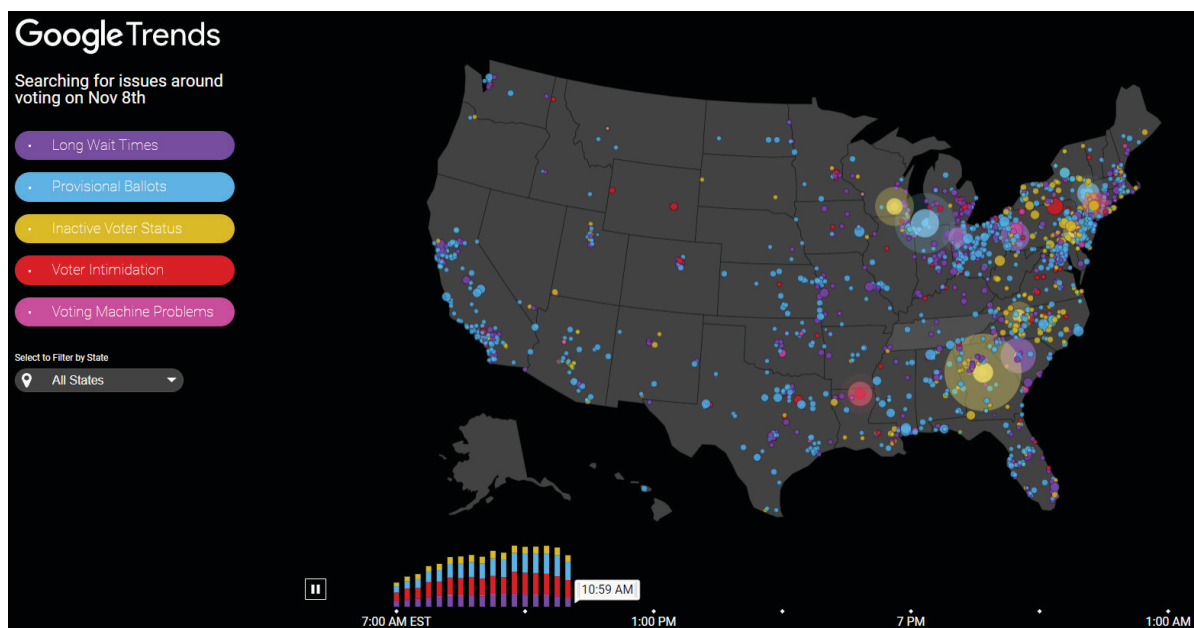 Google Trends
Searching for issues around
voting on Nov 8th
Long Wait Times
Provisional Ballots
Inactive Voter Status
Voter Intimidation
Voting Machine Problems
Select to Filter by State
All States
10:59 AM
7:00 AM EST
1:00 PM
7 PM
1:00 AM